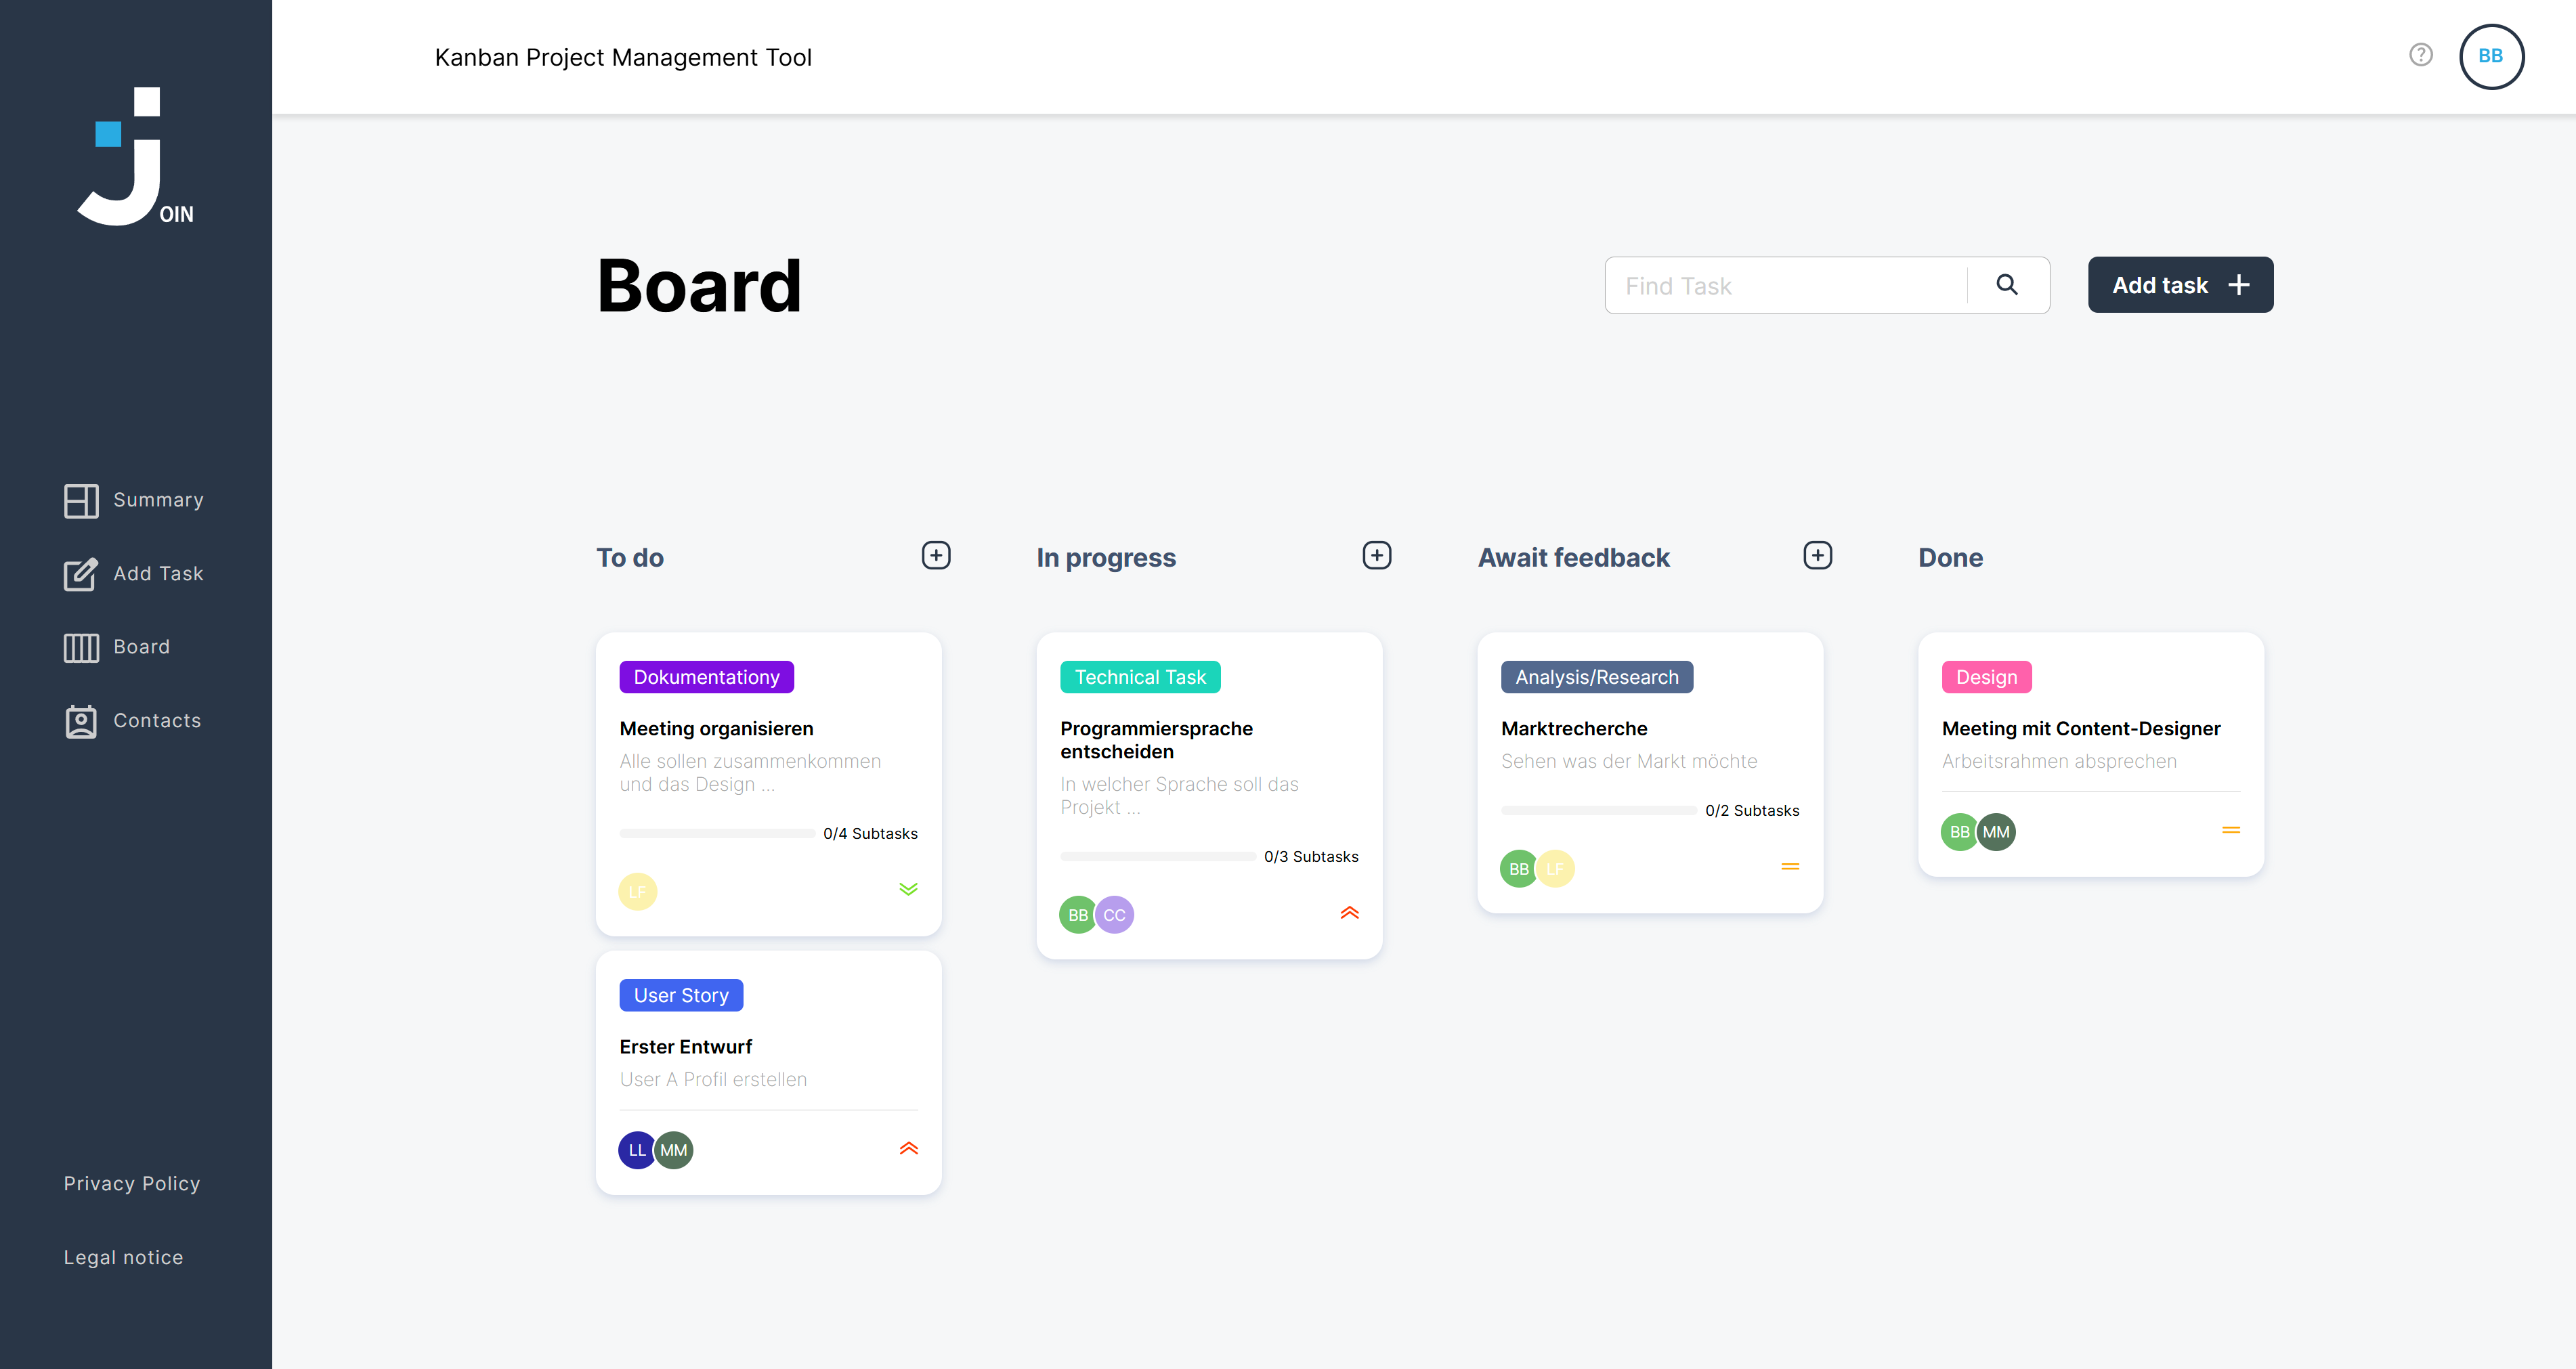 Kanban Project Management Tool
BB
JOIN
Board
Find Task
Add task
Summary
Add Task
Board
Contacts
Privacy Policy
Legal notice
To do
Dokumentationy
Meeting organisieren
Alle sollen zusammenkommen
und das Design ...
0/4 Subtasks
LF
User Story
Erster Entwurf
User A Profil erstellen
LL MM
In progress
Technical Task
Programmiersprache
entscheiden
In welcher Sprache soll das
Projekt ...
0/3 Subtasks
BB CC
Await feedback
Analysis/Research
Marktrecherche
Sehen was der Markt möchte
0/2 Subtasks
BB LF
Done
Design
Meeting mit Content-Designer
Arbeitsrahmen absprechen
BB MM